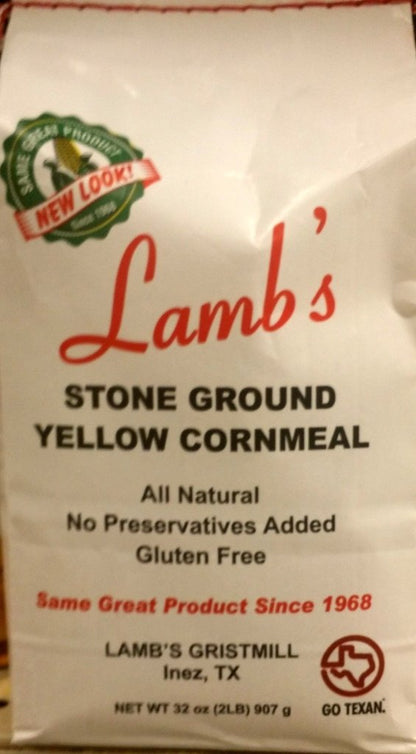 SAME GREAT PRODUCT
NEW LOOK!
Since 1968
Lamb's
STONE GROUND
YELLOW CORNMEAL
All Natural
No Preservatives Added
Gluten Free
Same Great Product Since 1968
LAMB'S GRISTMILL
Inez, TX
NET WT 32 oz (2LB) 907 g
GO TEXAN.